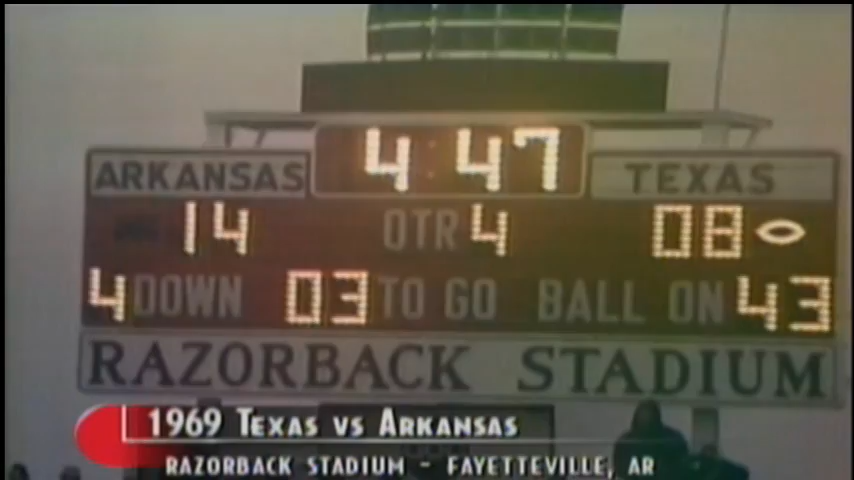 4:47
ARKANSAS TEXAS
14 QTR 4 08
4 DOWN 03 TO GO BALL ON 43
RAZORBACK STADIUM
1969 TEXAS VS ARKANSAS
RAZORBACK STADIUM - FAYETTEVILLE, AR